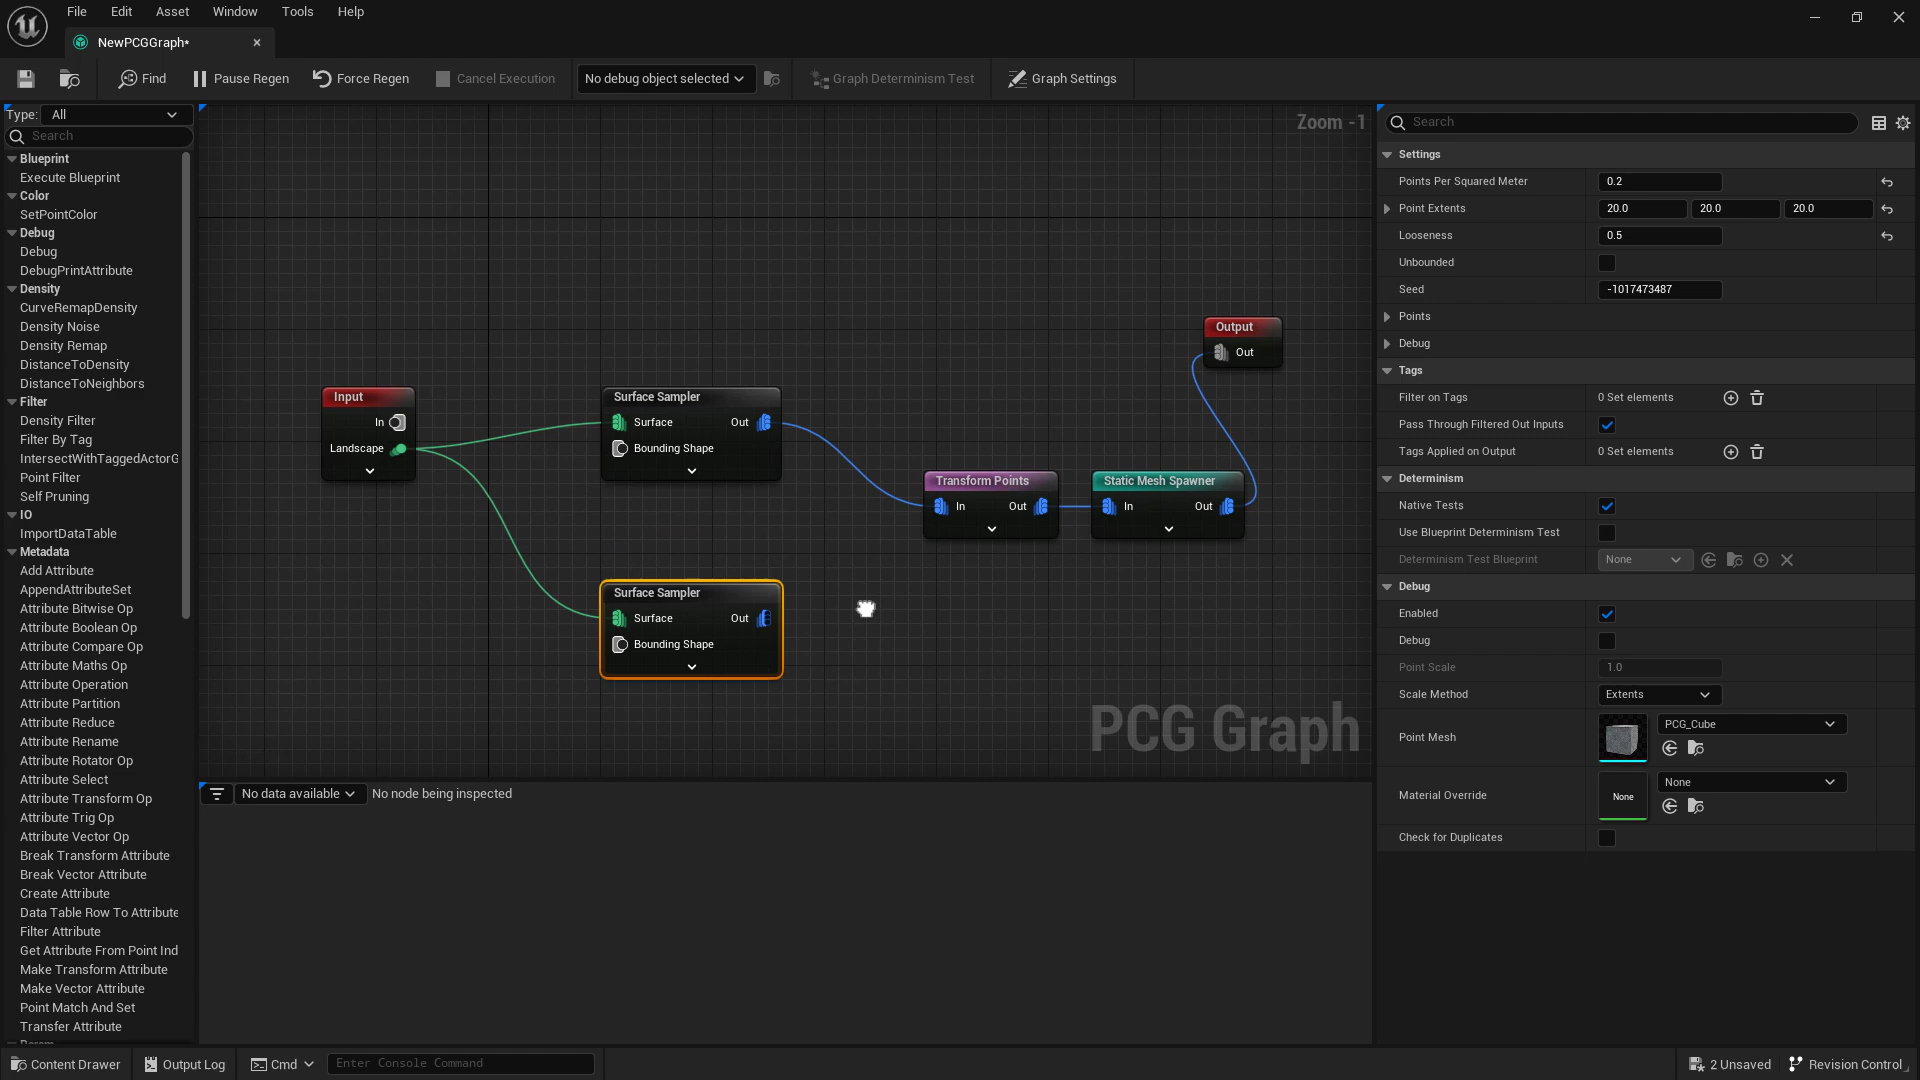 File Edit Asset Window Tools Help
NewPCGGraph*
Find Pause Regen Force Regen Cancel Execution No debug object selected Graph Determinism Test Graph Settings
Type: All
Search
Blueprint
Execute Blueprint
Color
SetPointColor
Debug
Debug
DebugPrintAttribute
Density
CurveRemapDensity
Density Noise
Density Remap
DistanceToDensity
DistanceToNeighbors
Filter
Density Filter
Filter By Tag
IntersectWithTaggedActorG
Point Filter
Self Pruning
IO
ImportDataTable
Metadata
Add Attribute
AppendAttributeSet
Attribute Bitwise Op
Attribute Boolean Op
Attribute Compare Op
Attribute Maths Op
Attribute Operation
Attribute Partition
Attribute Reduce
Attribute Rename
Attribute Rotator Op
Attribute Select
Attribute Transform Op
Attribute Trig Op
Attribute Vector Op
Break Transform Attribute
Break Vector Attribute
Create Attribute
Data Table Row To Attribute
Filter Attribute
Get Attribute From Point Ind
Make Transform Attribute
Make Vector Attribute
Point Match And Set
Transfer Attribute
Zoom -1
Input
In
Landscape
Surface Sampler
Surface Out
Bounding Shape
Surface Sampler
Surface Out
Bounding Shape
Transform Points
In Out
Static Mesh Spawner
In Out
Output
Out
PCG Graph
No data available No node being inspected
Search
Settings
Points Per Squared Meter 0.2
Point Extents 20.0 20.0 20.0
Looseness 0.5
Unbounded
Seed -1017473487
Points
Debug
Tags
Filter on Tags 0 Set elements
Pass Through Filtered Out Inputs
Tags Applied on Output 0 Set elements
Determinism
Native Tests
Use Blueprint Determinism Test
Determinism Test Blueprint None
Debug
Enabled
Debug
Point Scale 1.0
Scale Method Extents
Point Mesh PCG_Cube
Material Override None None
Check for Duplicates
Content Drawer Output Log Cmd Enter Console Command 2 Unsaved Revision Control